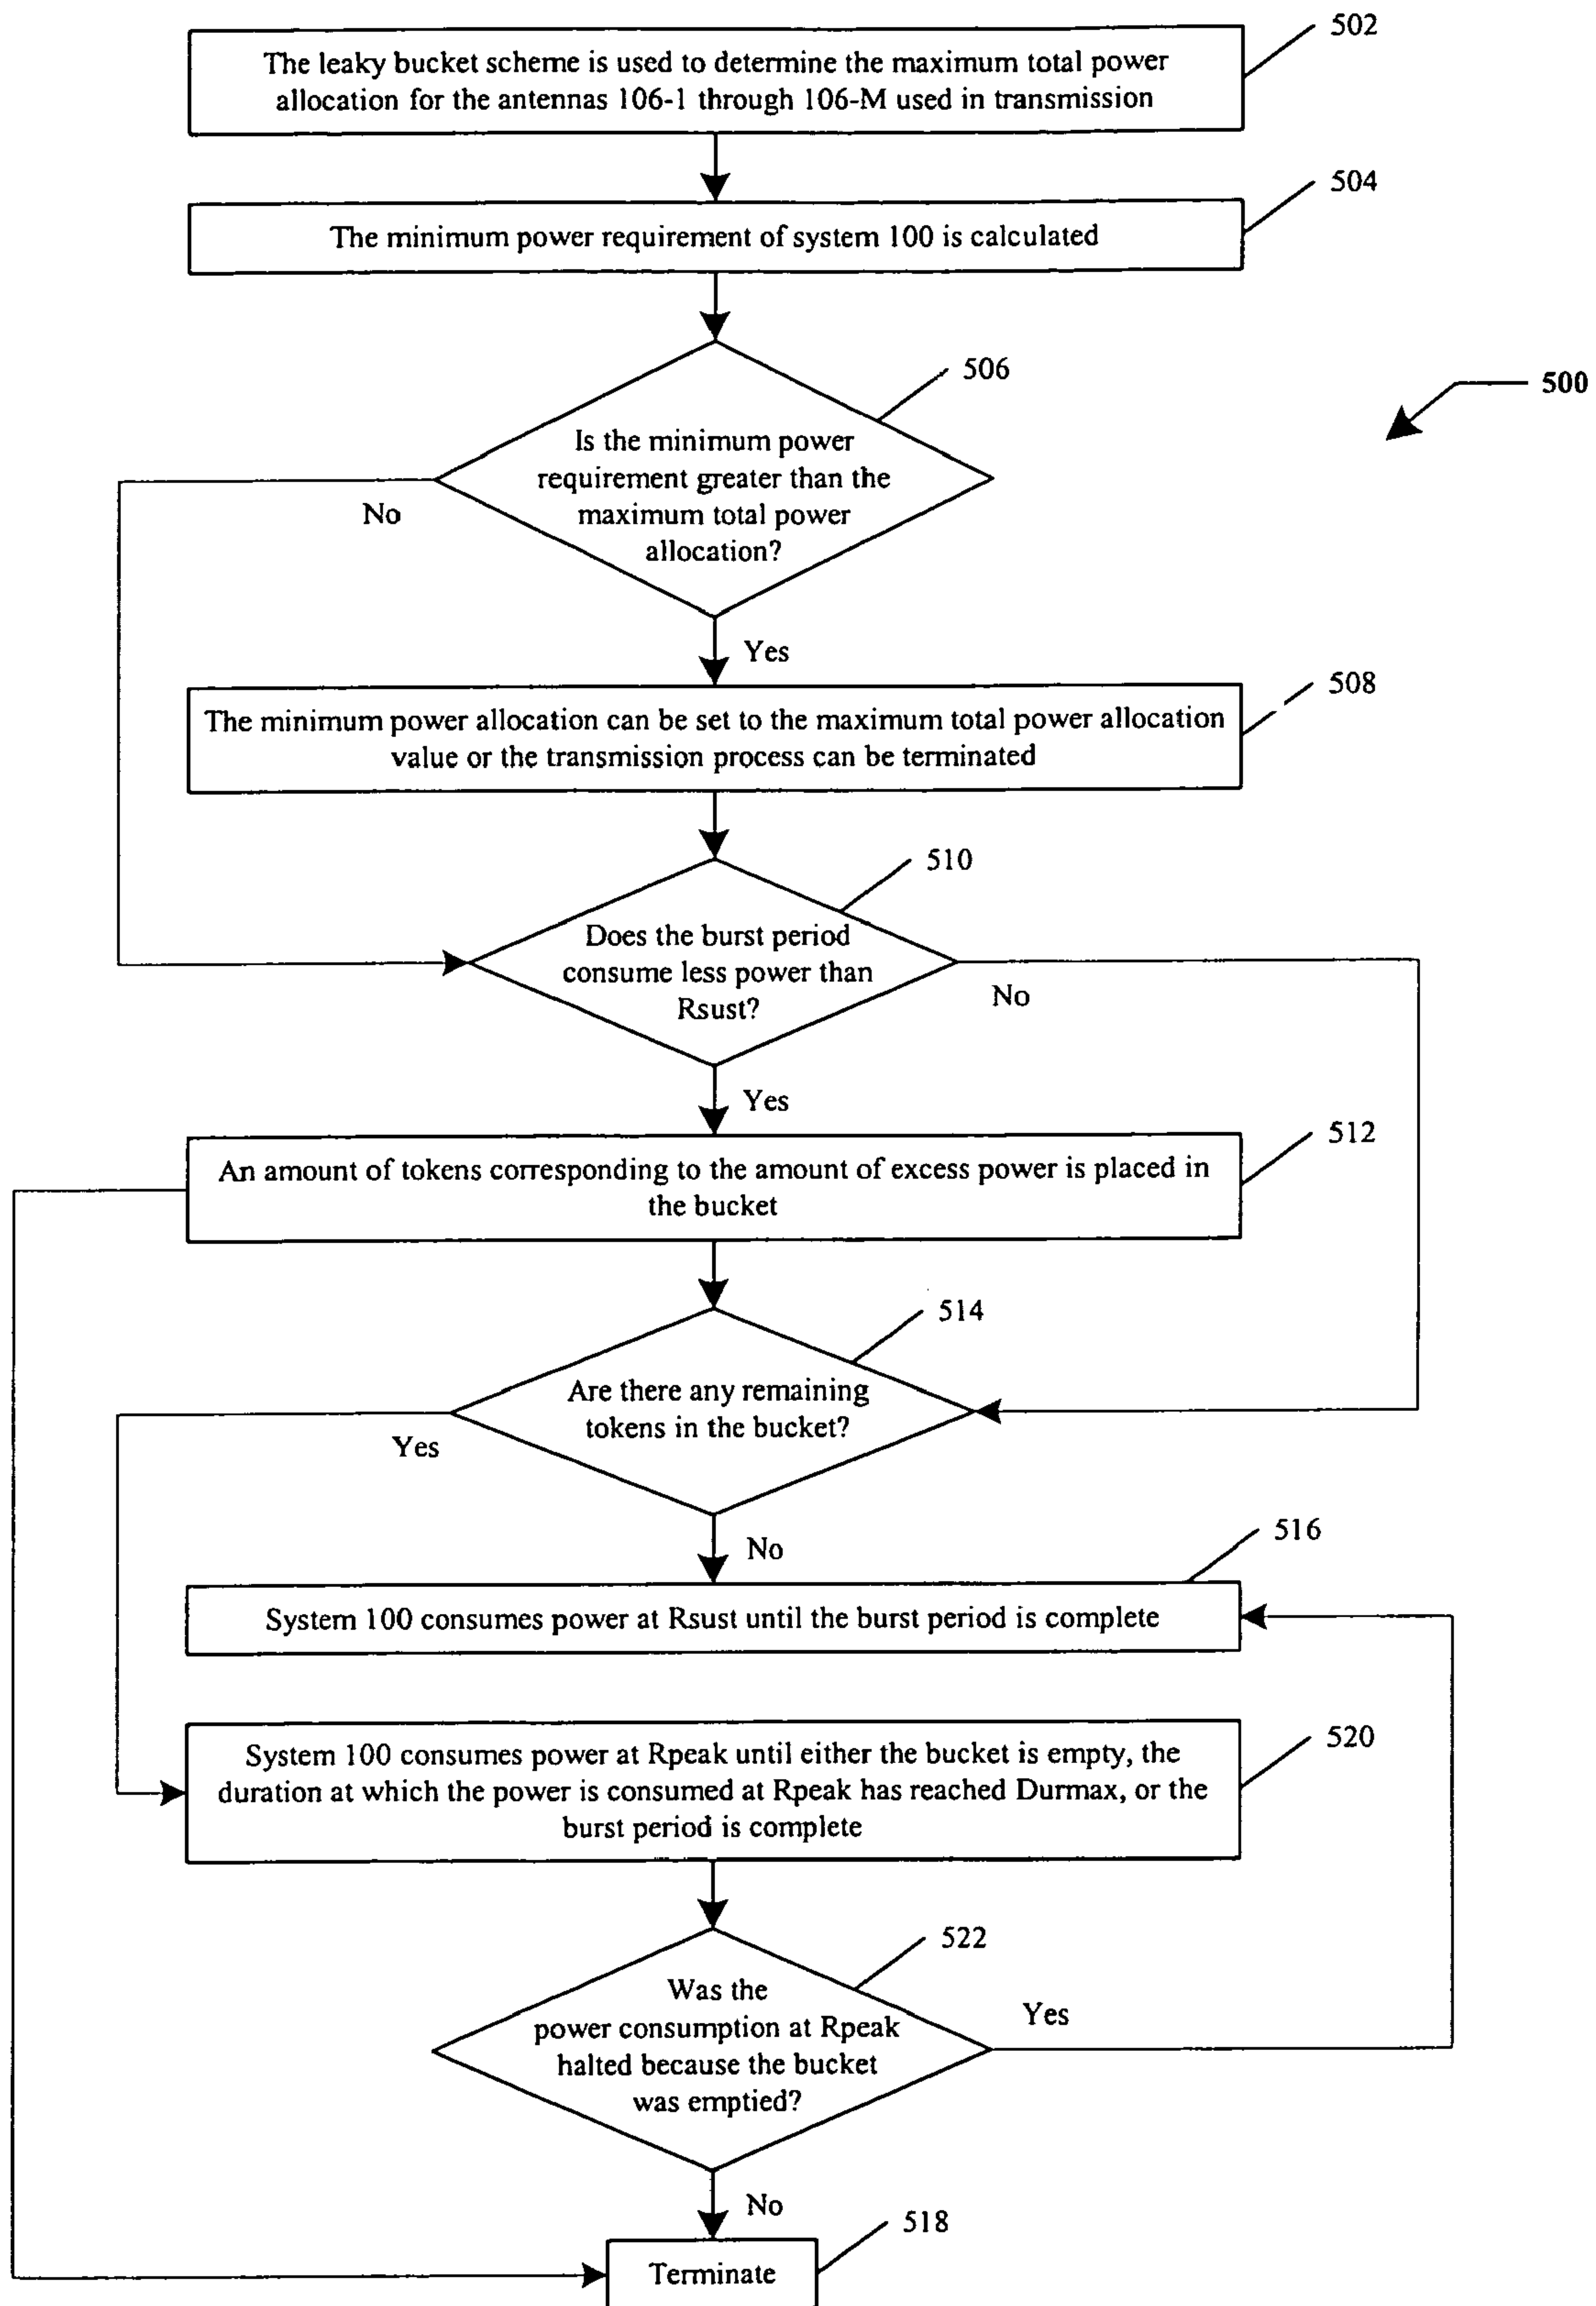 502
The leaky bucket scheme is used to determine the maximum total power
allocation for the antennas 106-1 through 106-M used in transmission
504
The minimum power requirement of system 100 is calculated
506
500
Is the minimum power
requirement greater than the
maximum total power
allocation?
No
Yes
508
The minimum power allocation can be set to the maximum total power allocation
value or the transmission process can be terminated
510
Does the burst period
consume less power than
Rsust?
No
Yes
512
An amount of tokens corresponding to the amount of excess power is placed in
the bucket
514
Are there any remaining
tokens in the bucket?
Yes
No
516
System 100 consumes power at Rsust until the burst period is complete
520
System 100 consumes power at Rpeak until either the bucket is empty, the
duration at which the power is consumed at Rpeak has reached Durmax, or the
burst period is complete
522
Was the
power consumption at Rpeak
halted because the bucket
was emptied?
Yes
No
518
Terminate